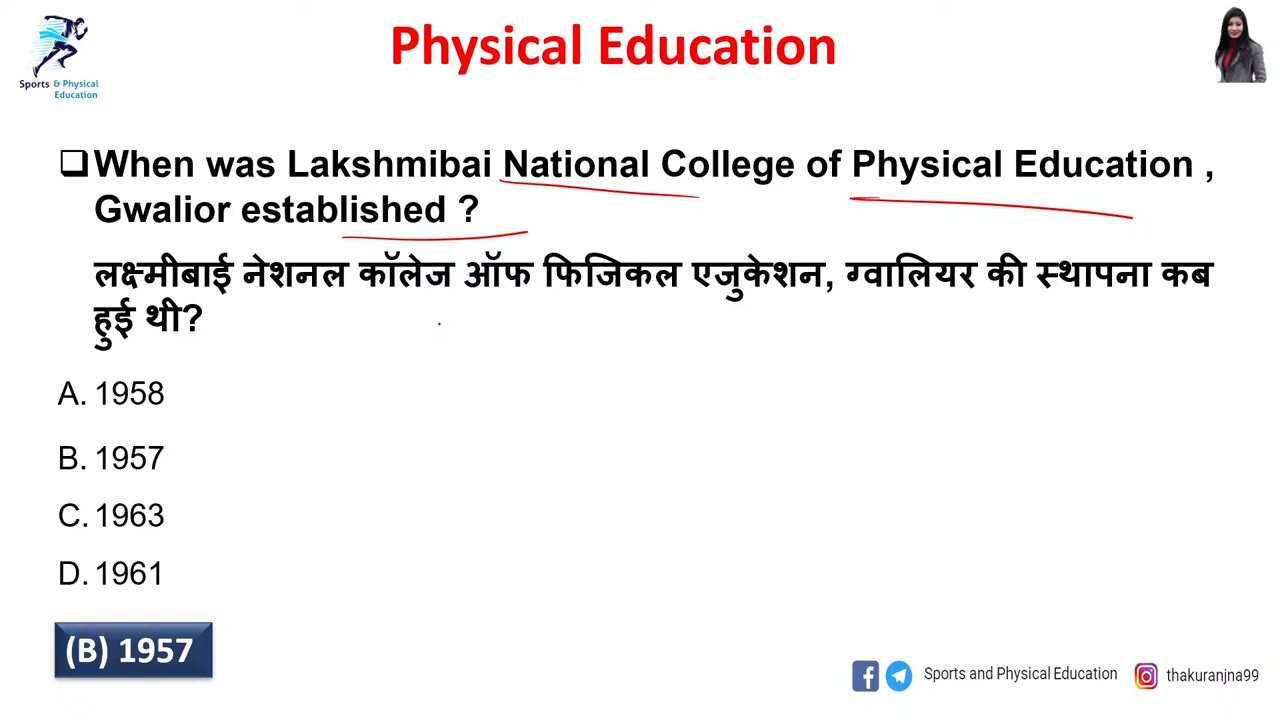 Physical Education
Sports & Physical
Education
❑When was Lakshmibai National College of Physical Education ,
Gwalior established ?
लक्ष्मीबाई नेशनल कॉलेज ऑफ फिजिकल एजुकेशन, ग्वालियर की स्थापना कब
हुई थी?
A. 1958
B. 1957
C. 1963
D. 1961
(B) 1957
Sports and Physical Education thakuranjna99